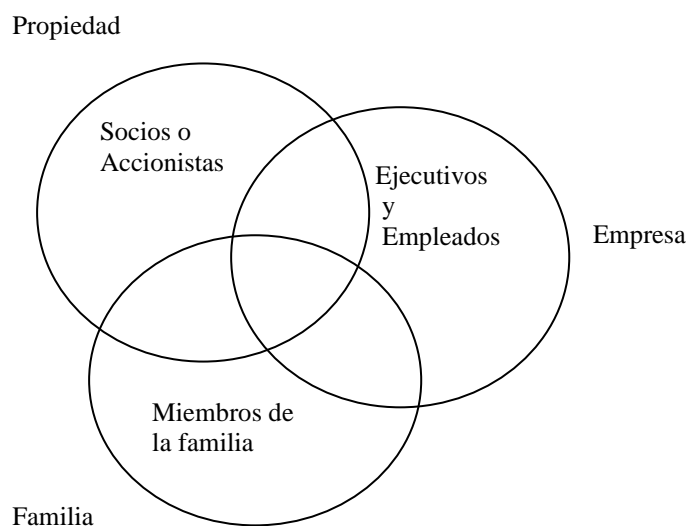 Propiedad
Socios o
Accionistas
Ejecutivos
y
Empleados
Empresa
Miembros de
la familia
Familia